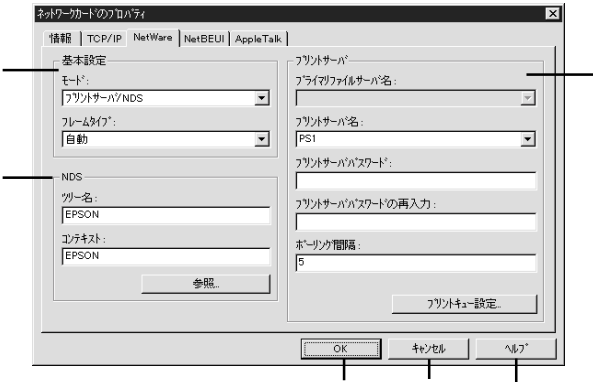 ﾈｯﾄﾜｰｸｶｰﾄﾞのﾌﾟﾛﾊﾟﾃｨ
情報 TCP/IP NetWare NetBEUI AppleTalk
基本設定
ﾓｰﾄﾞ:
ﾌﾟﾘﾝﾄｻｰﾊﾞ/NDS
ﾌﾚｰﾑﾀｲﾌﾟ:
自動
NDS
ﾂﾘｰ名:
EPSON
ｺﾝﾃｷｽﾄ:
EPSON
参照...
ﾌﾟﾘﾝﾄｻｰﾊﾞ
ﾌﾟﾗｲﾏﾘﾌｧｲﾙｻｰﾊﾞ名:
ﾌﾟﾘﾝﾄｻｰﾊﾞ名:
PS1
ﾌﾟﾘﾝﾄｻｰﾊﾞﾊﾟｽﾜｰﾄﾞ:
ﾌﾟﾘﾝﾄｻｰﾊﾞﾊﾟｽﾜｰﾄﾞの再入力:
ﾎﾟｰﾘﾝｸﾞ間隔:
5
ﾌﾟﾘﾝﾄｷｭｰ設定...
OK ｷｬﾝｾﾙ ﾍﾙﾌﾟ